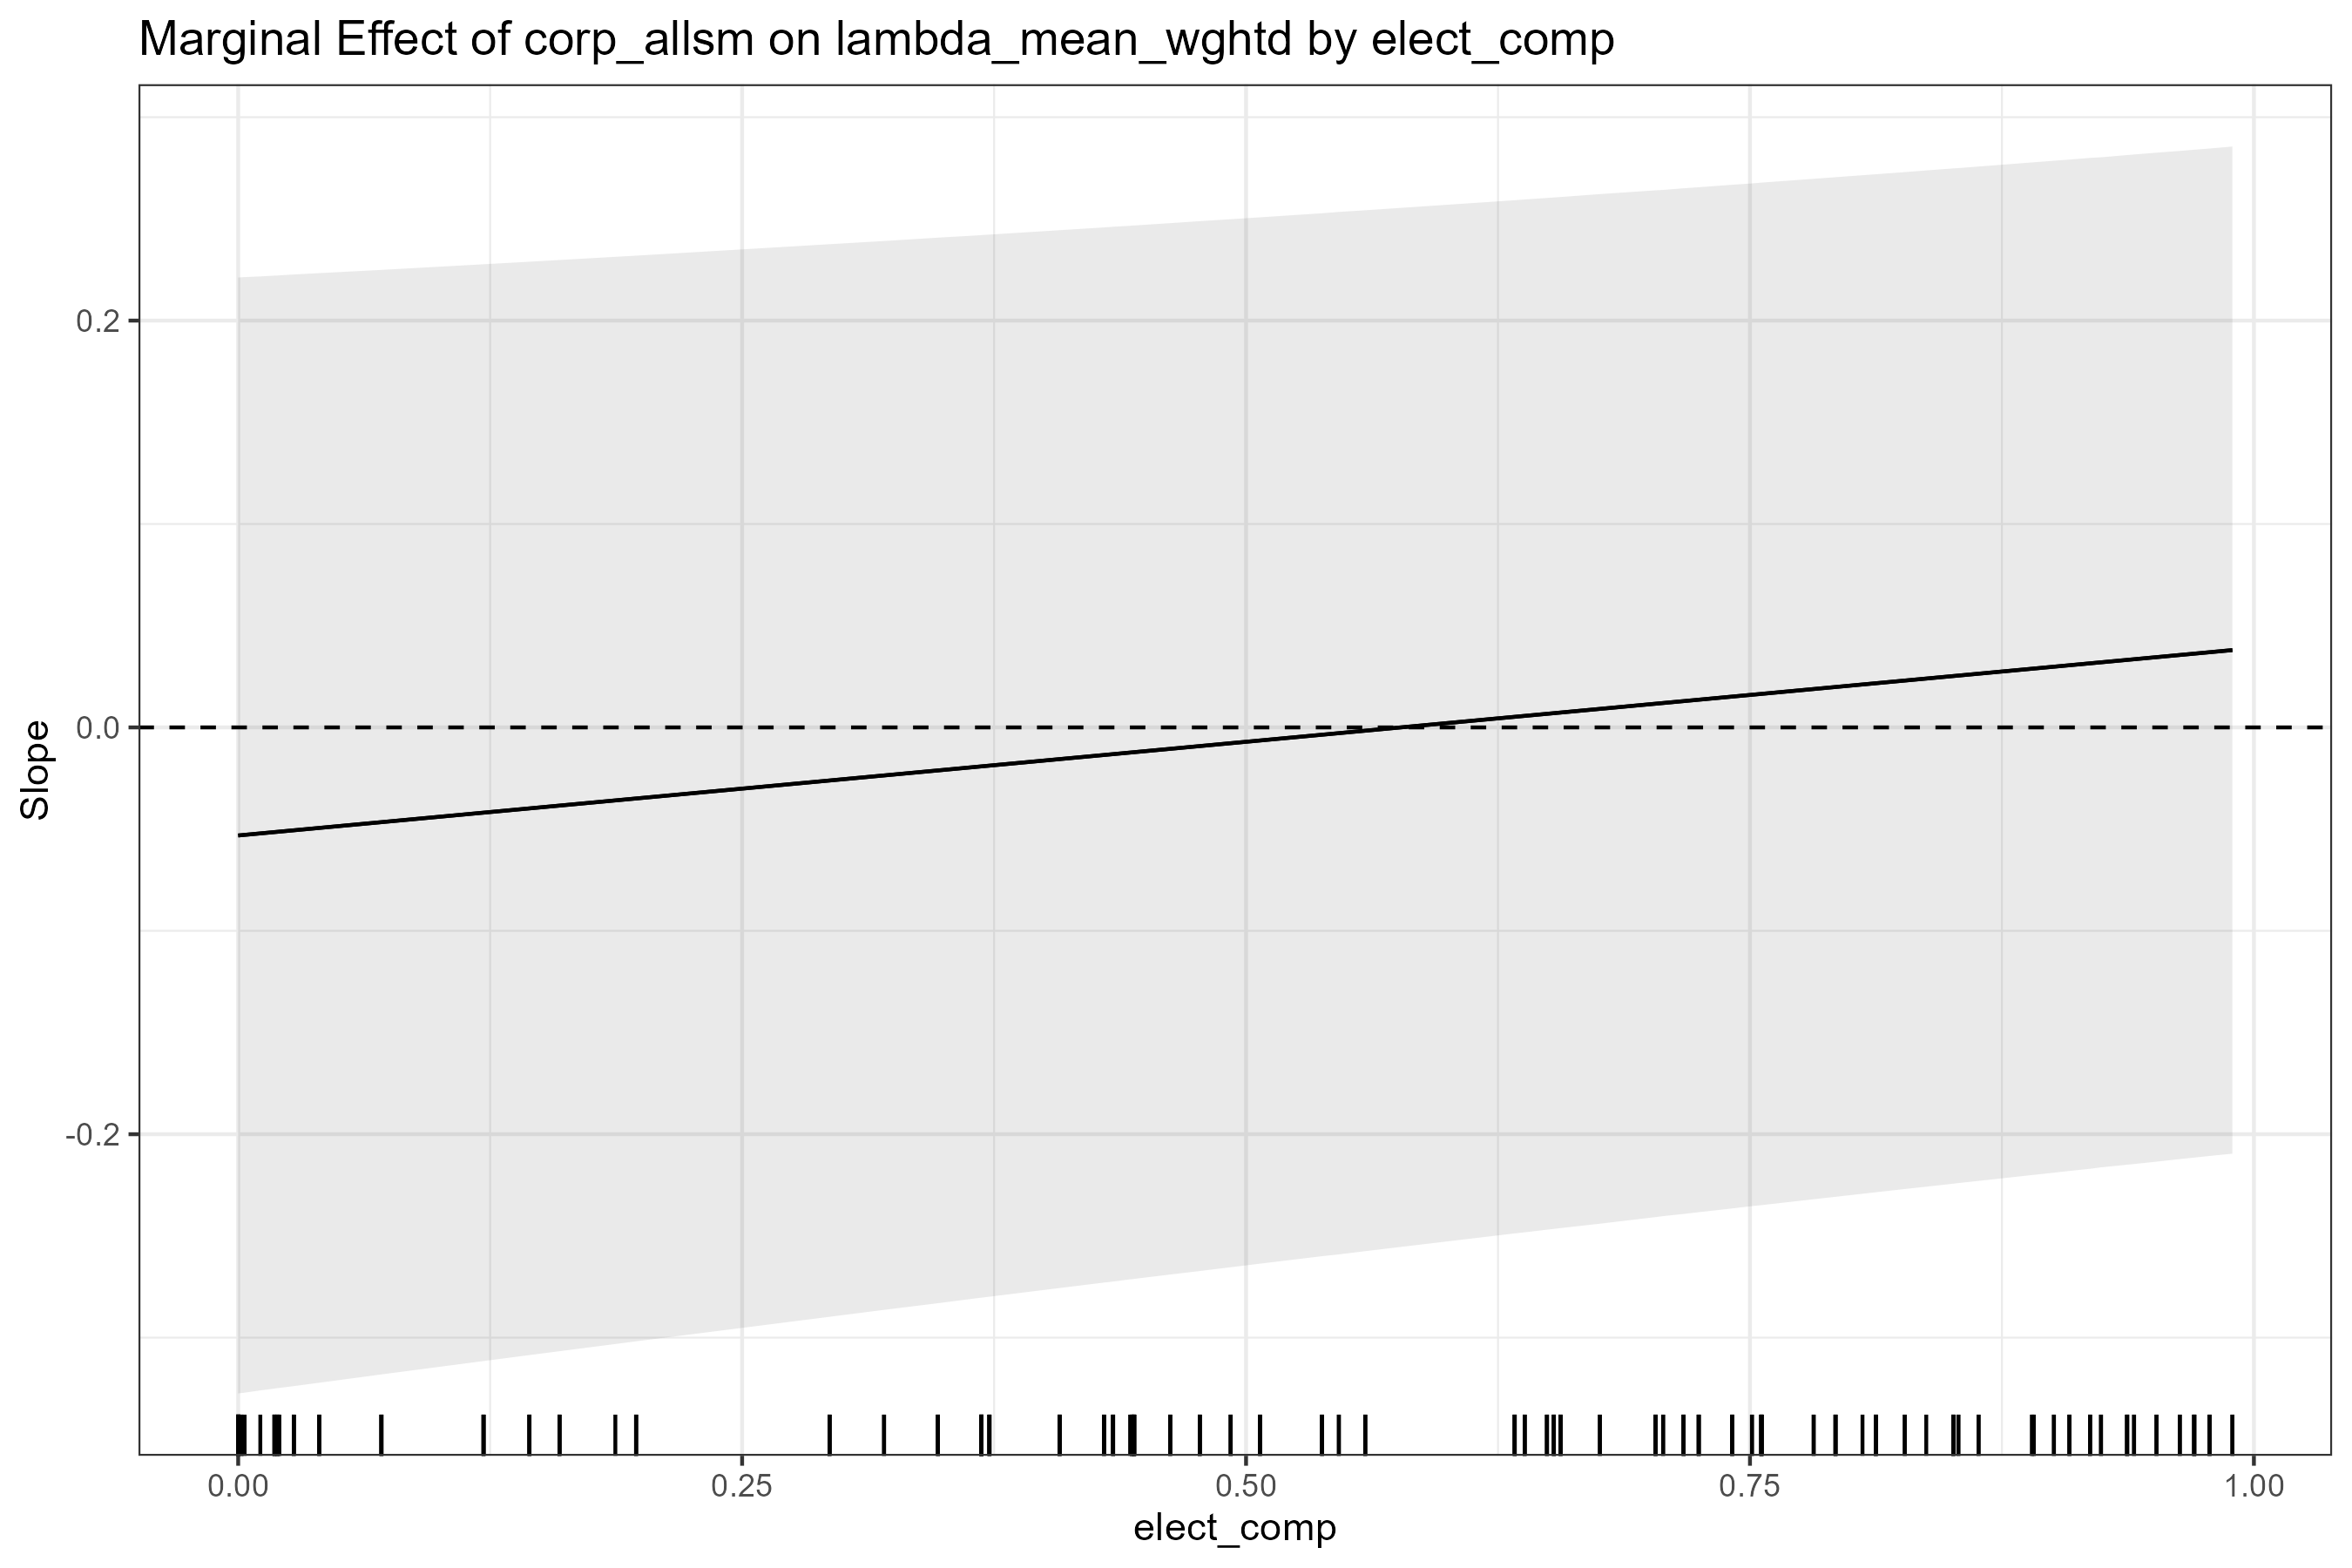 Marginal Effect of corp_allsm on lambda_mean_wghtd by elect_comp
0.2
0.0
-0.2
Slope
0.00 0.25 0.50 0.75 1.00
elect_comp